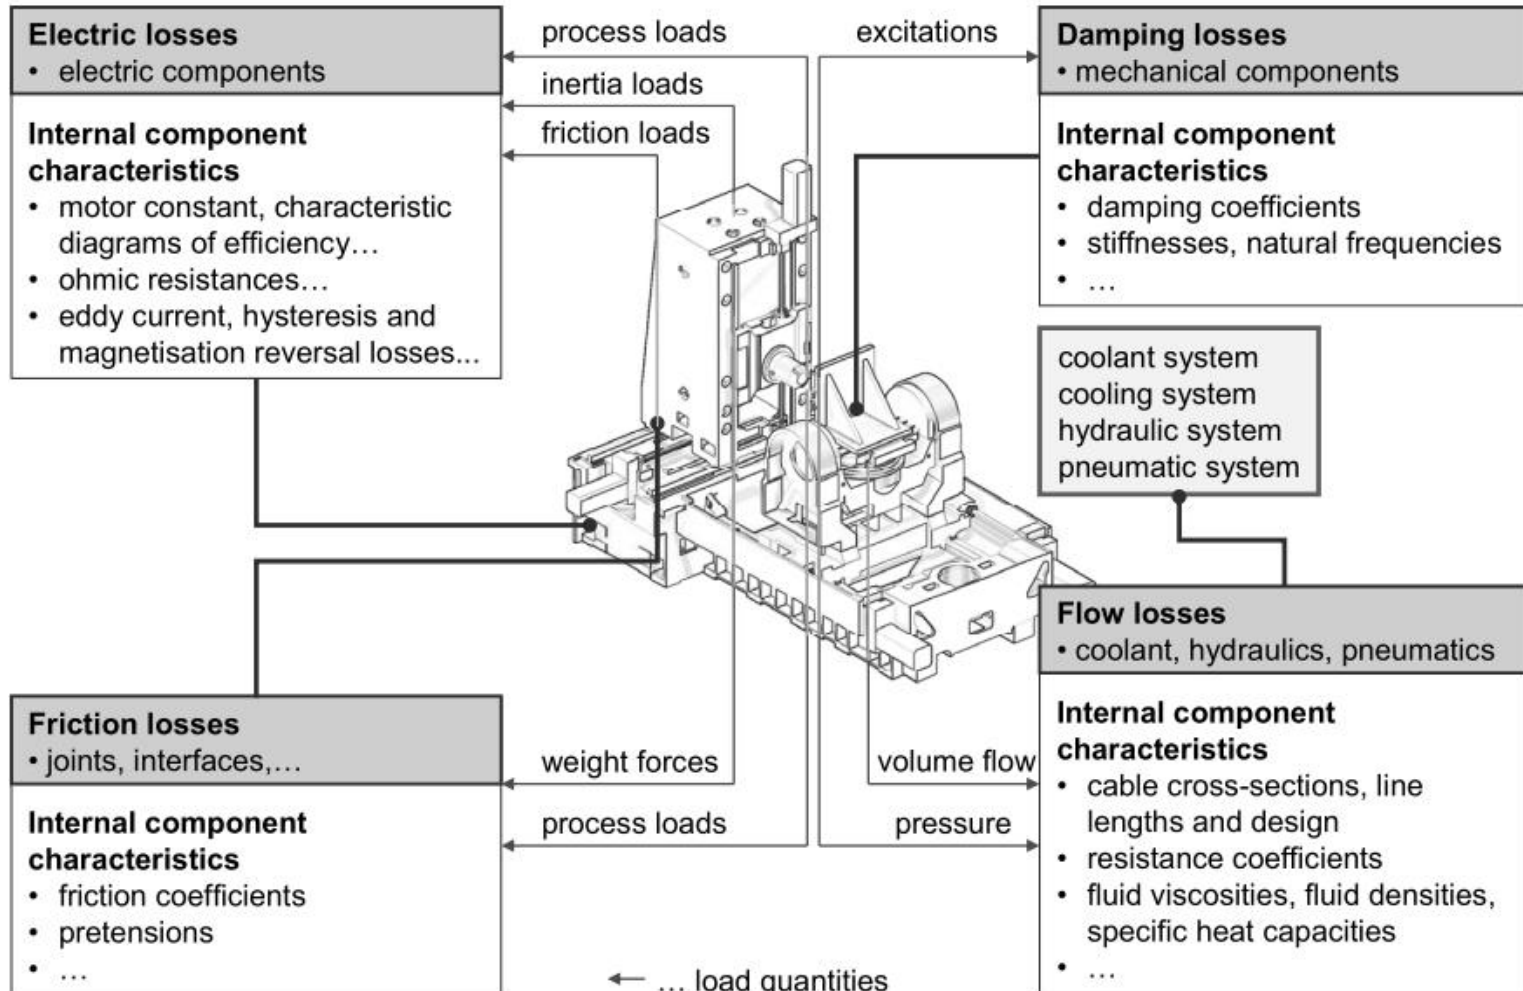 Electric losses
• electric components
Internal component
characteristics
• motor constant, characteristic
diagrams of efficiency…
• ohmic resistances…
• eddy current, hysteresis and
magnetisation reversal losses...
process loads
inertia loads
friction loads
excitations
Damping losses
• mechanical components
Internal component
characteristics
• damping coefficients
• stiffnesses, natural frequencies
• …
coolant system
cooling system
hydraulic system
pneumatic system
Friction losses
• joints, interfaces,…
Internal component
characteristics
• friction coefficients
• pretensions
• …
weight forces
process loads
volume flow
pressure
Flow losses
• coolant, hydraulics, pneumatics
Internal component
characteristics
• cable cross-sections, line
lengths and design
• resistance coefficients
• fluid viscosities, fluid densities,
specific heat capacities
• …
← … load quantities